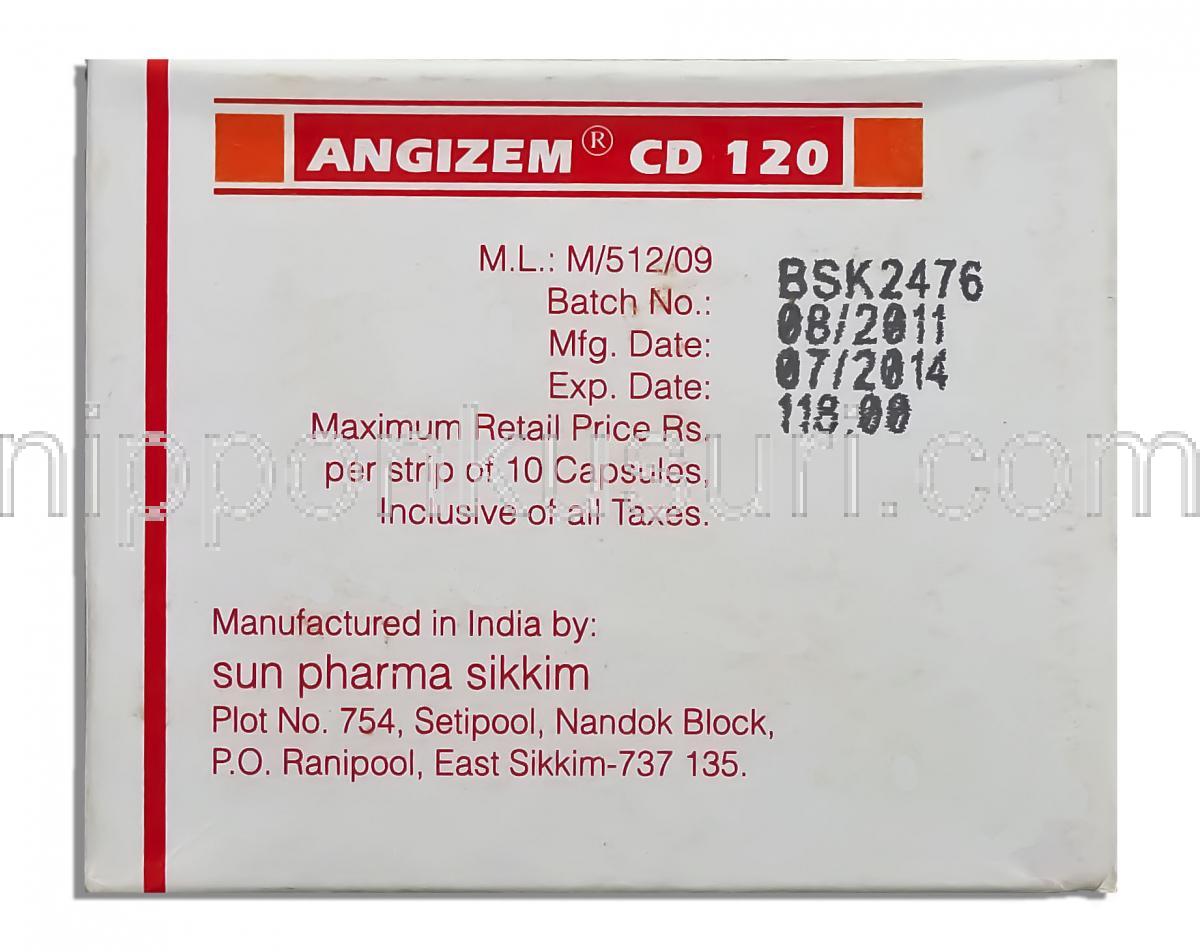 ANGIZEM® CD 120
M.L.: M/512/09
Batch No.: BSK2476
Mfg. Date: 08/2011
Exp. Date: 07/2014
Maximum Retail Price Rs. 118.00
per strip of 10 Capsules,
Inclusive of all Taxes.
nipponkusuri.com
Manufactured in India by:
sun pharma sikkim
Plot No. 754, Setipool, Nandok Block,
P.O. Ranipool, East Sikkim-737 135.